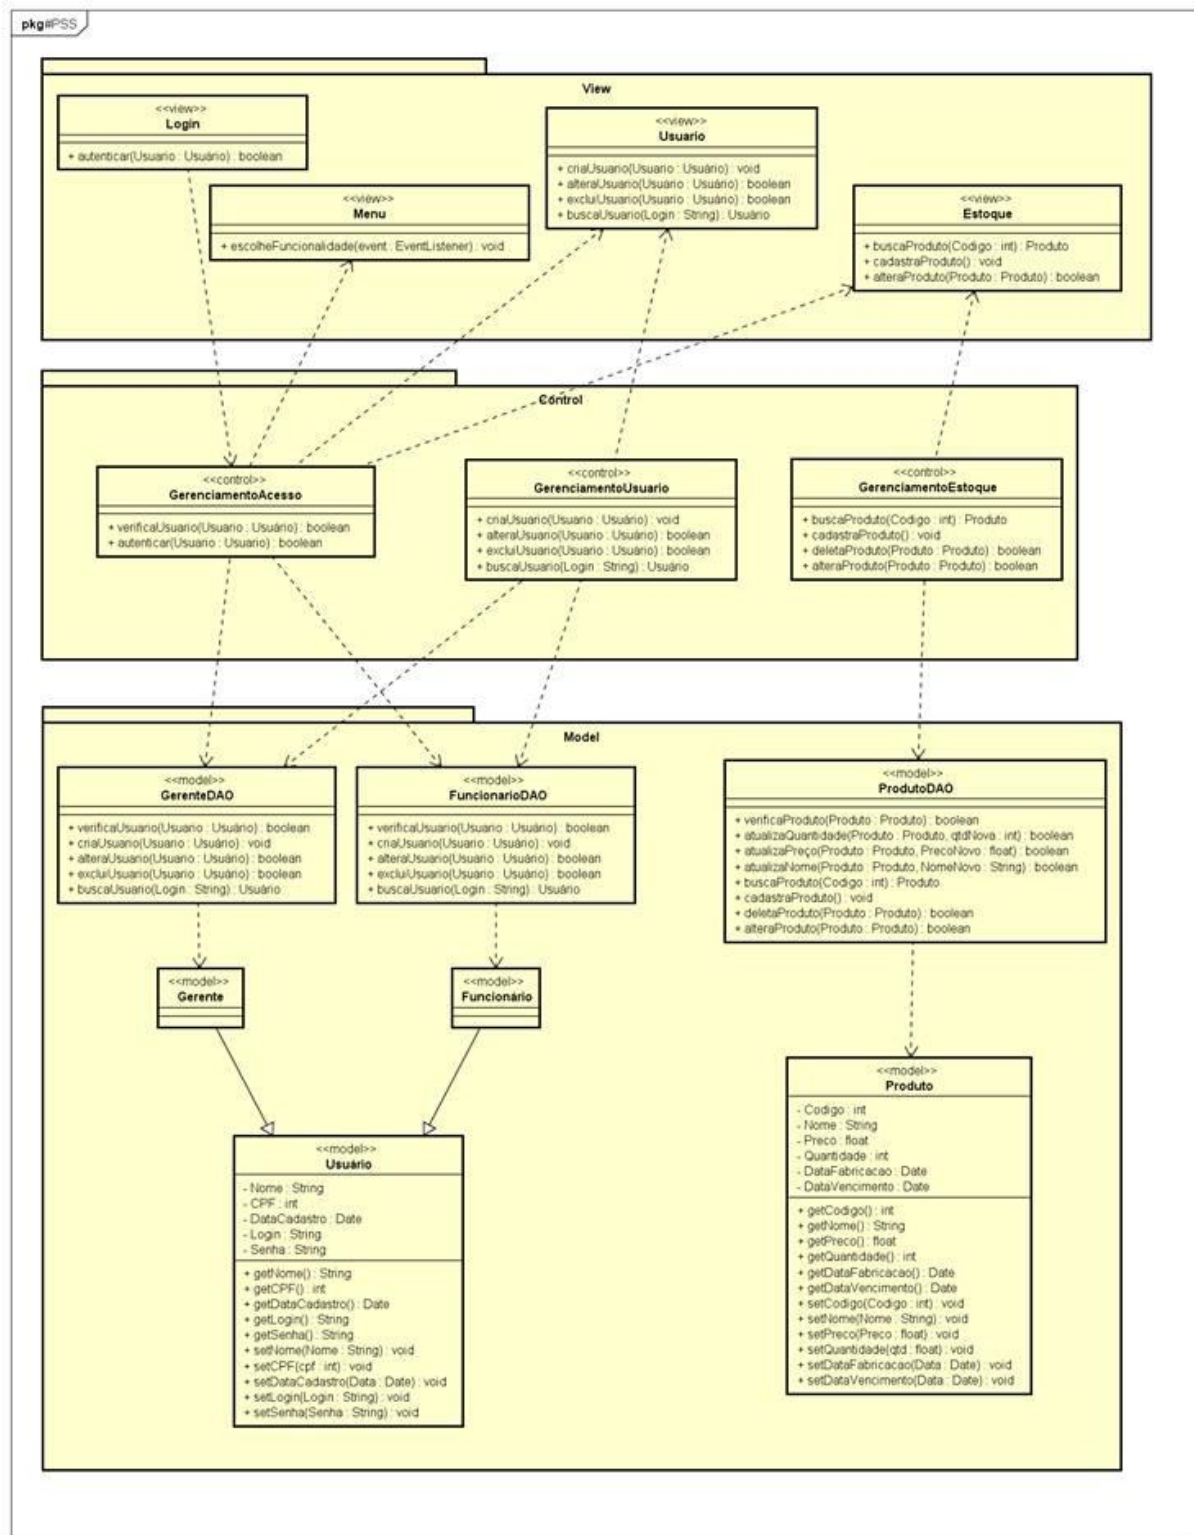 pkg #PSS
View
<<view>>
Login
+ autenticar(Usuario : Usuário) : boolean
<<view>>
Menu
+ escolheFuncionalidade(event : EventListener) : void
<<view>>
Usuario
+ criaUsuario(Usuario : Usuário) : void
+ alteraUsuario(Usuario : Usuário) : boolean
+ excluiUsuario(Usuario : Usuário) : boolean
+ buscaUsuario(Login : String) : Usuário
<<view>>
Estoque
+ buscaProduto(Codigo : int) : Produto
+ cadastraProduto() : void
+ alteraProduto(Produto : Produto) : boolean
Control
<<control>>
GerenciamentoAcesso
+ verificaUsuario(Usuario : Usuário) : boolean
+ autenticar(Usuario : Usuario) : boolean
<<control>>
GerenciamentoUsuario
+ criaUsuario(Usuario : Usuário) : void
+ alteraUsuario(Usuario : Usuário) : boolean
+ excluiUsuario(Usuario : Usuário) : boolean
+ buscaUsuario(Login : String) : Usuário
<<control>>
GerenciamentoEstoque
+ buscaProduto(Codigo : int) : Produto
+ cadastraProduto() : void
+ deletaProduto(Produto : Produto) : boolean
+ alteraProduto(Produto : Produto) : boolean
Model
<<model>>
GerenteDAO
+ verificaUsuario(Usuario : Usuário) : boolean
+ criaUsuario(Usuario : Usuário) : void
+ alteraUsuario(Usuario : Usuário) : boolean
+ excluiUsuario(Usuario : Usuário) : boolean
+ buscaUsuario(Login : String) : Usuário
<<model>>
FuncionarioDAO
+ verificaUsuario(Usuario : Usuário) : boolean
+ criaUsuario(Usuario : Usuário) : void
+ alteraUsuario(Usuario : Usuário) : boolean
+ excluiUsuario(Usuario : Usuário) : boolean
+ buscaUsuario(Login : String) : Usuário
<<model>>
ProdutoDAO
+ verificaProduto(Produto : Produto) : boolean
+ atualizaQuantidade(Produto : Produto, qtdNova : int) : boolean
+ atualizaPreço(Produto : Produto, PrecoNovo : float) : boolean
+ atualizaNome(Produto : Produto, NomeNovo : String) : boolean
+ buscaProduto(Codigo : int) : Produto
+ cadastraProduto() : void
+ deletaProduto(Produto : Produto) : boolean
+ alteraProduto(Produto : Produto) : boolean
<<model>>
Gerente
<<model>>
Funcionário
<<model>>
Usuário
- Nome : String
- CPF : int
- DataCadastro : Date
- Login : String
- Senha : String
+ getNome() : String
+ getCPF() : int
+ getDataCadastro() : Date
+ getLogin() : String
+ getSenha() : String
+ setNome(Nome : String) : void
+ setCPF(cpf : int) : void
+ setDataCadastro(Data : Date) : void
+ setLogin(Login : String) : void
+ setSenha(Senha : String) : void
<<model>>
Produto
- Codigo : int
- Nome : String
- Preco : float
- Quantidade : int
- DataFabricacao : Date
- DataVencimento : Date
+ getCodigo() : int
+ getNome() : String
+ getPreco() : float
+ getQuantidade() : int
+ getDataFabricacao() : Date
+ getDataVencimento() : Date
+ setCodigo(Codigo : int) : void
+ setNome(Nome : String) : void
+ setPreco(Preco : float) : void
+ setQuantidade(qtd : float) : void
+ setDataFabricacao(Data : Date) : void
+ setDataVencimento(Data : Date) : void